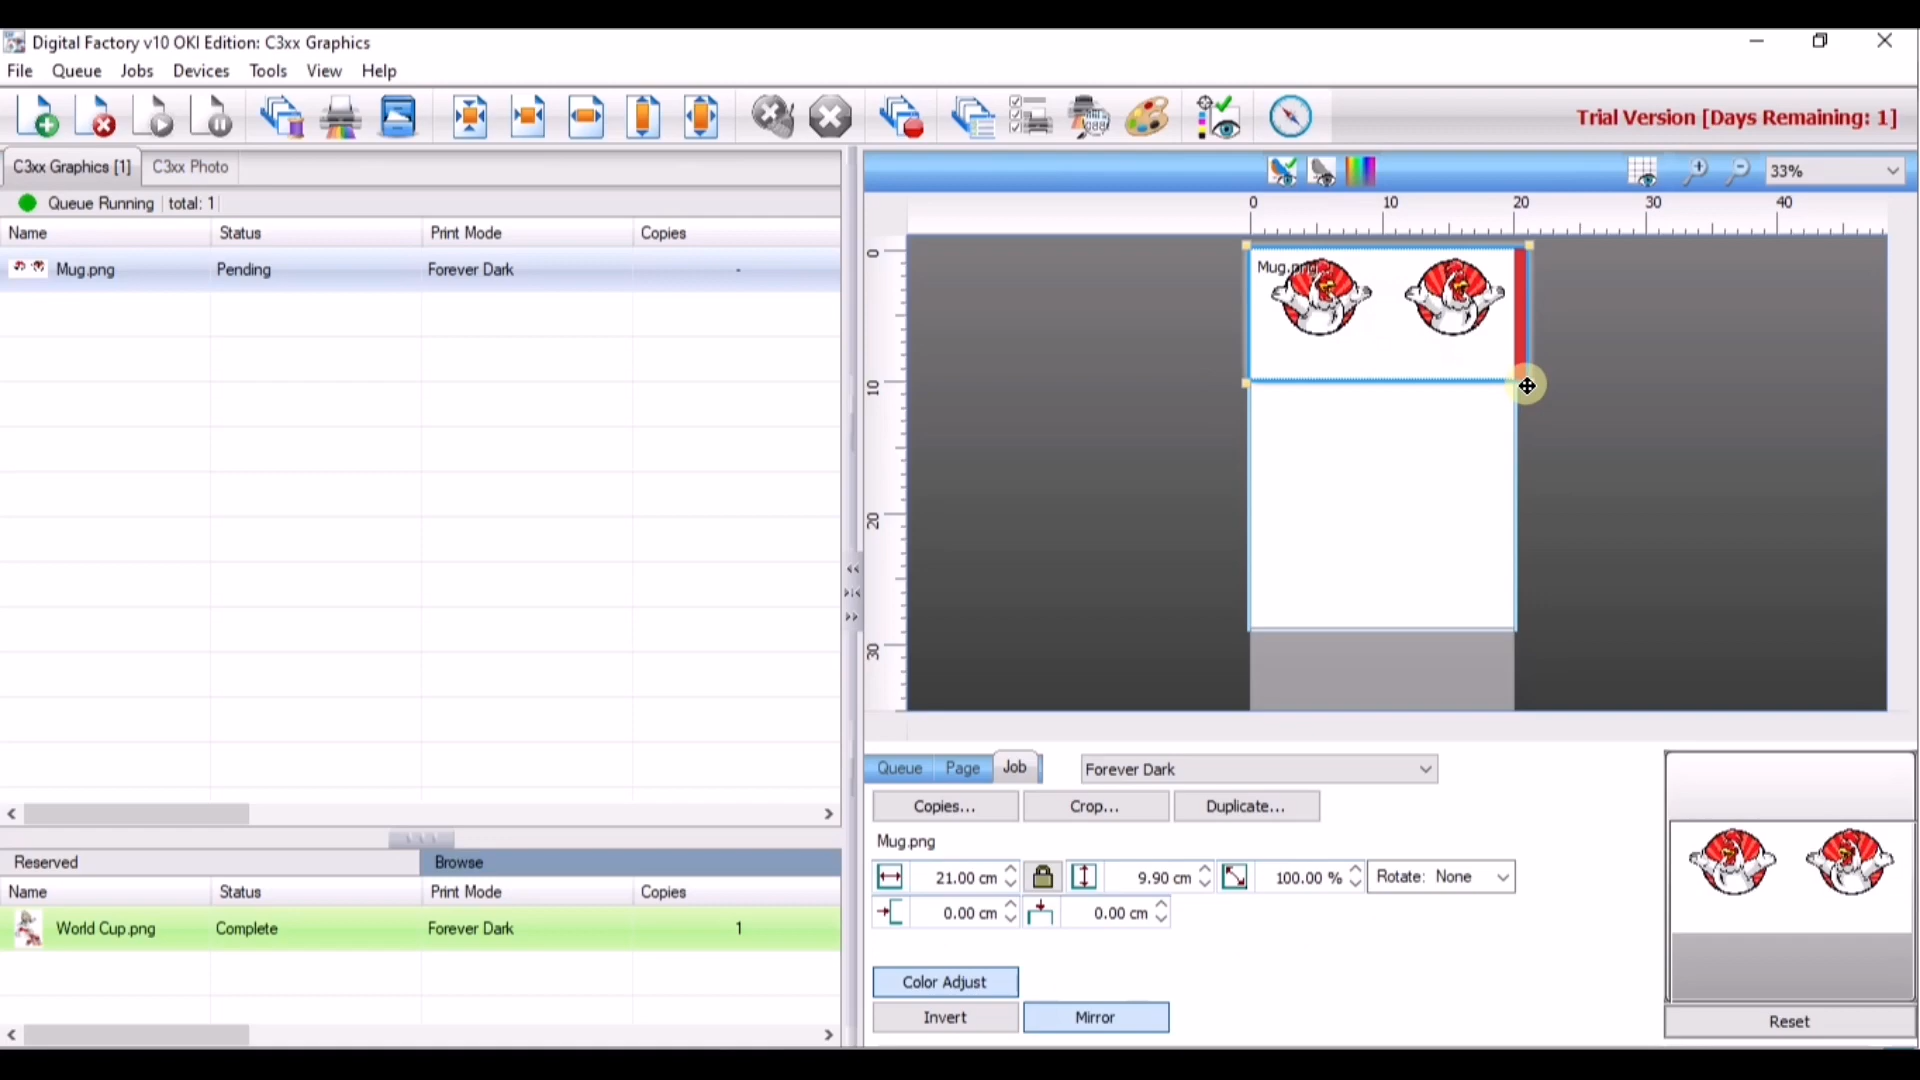 Digital Factory v10 OKI Edition: C3xx Graphics
File Queue Jobs Devices Tools View Help
Trial Version [Days Remaining: 1]
C3xx Graphics [1] C3xx Photo
Queue Running total: 1
Name Status Print Mode Copies
Mug.png Pending Forever Dark -
33%
0 10 20 30 40
0
10
20
30
Mug.png
Reserved Browse
Name Status Print Mode Copies
World Cup.png Complete Forever Dark 1
Queue Page Job Forever Dark
Copies... Crop... Duplicate...
Mug.png
21.00 cm 9.90 cm 100.00 % Rotate: None
0.00 cm 0.00 cm
Color Adjust
Invert Mirror
Reset